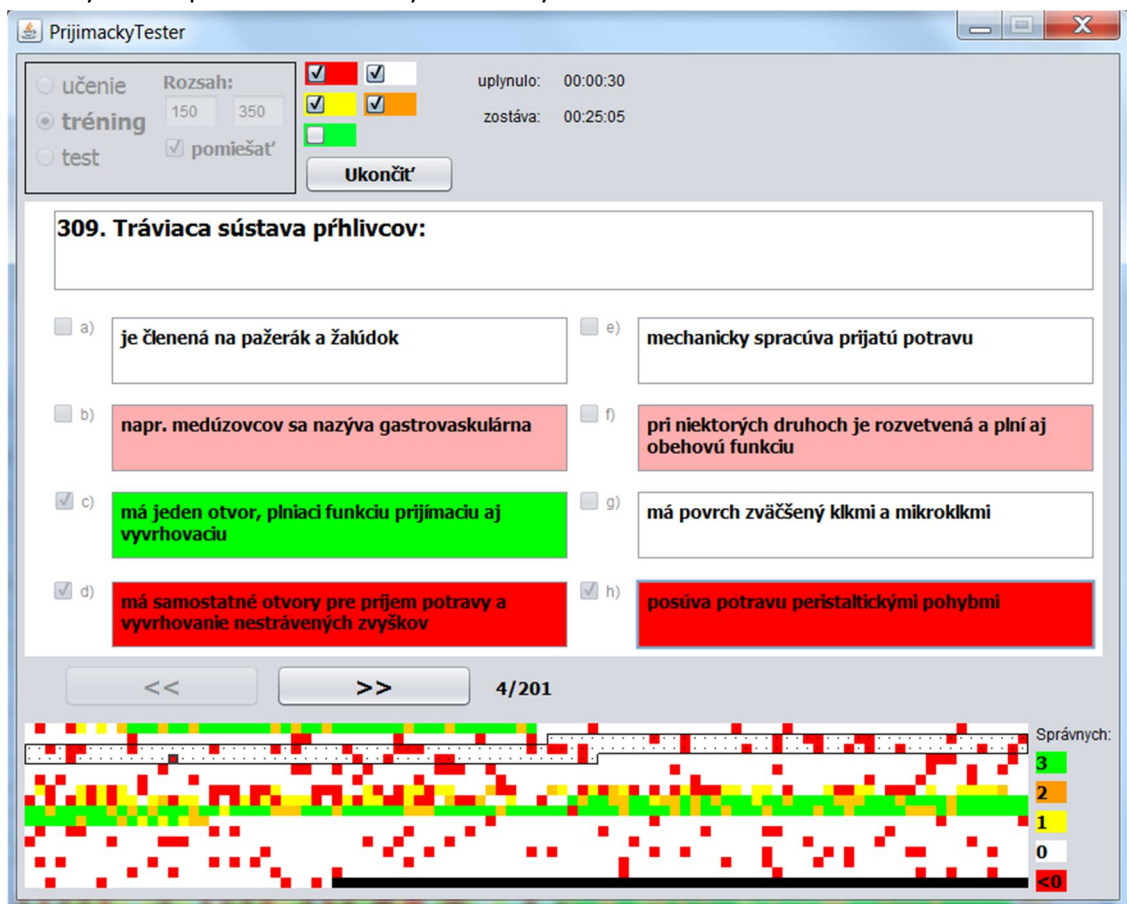 PrijimackyTester
učenie
Rozsah:
150 350
tréning
pomiešať
test
uplynulo: 00:00:30
zostáva: 00:25:05
Ukončiť
309. Tráviaca sústava pŕhlivcov:
a) je členená na pažerák a žalúdok
b) napr. medúzovcov sa nazýva gastrovaskulárna
c) má jeden otvor, plniaci funkciu prijímaciu aj
vyvrhovaciu
d) má samostatné otvory pre príjem potravy a
vyvrhovanie nestrávených zvyškov
e) mechanicky spracúva prijatú potravu
f) pri niektorých druhoch je rozvetvená a plní aj
obehovú funkciu
g) má povrch zväčšený klkmi a mikroklkmi
h) posúva potravu peristaltickými pohybmi
<< >> 4/201
Správnych:
3
2
1
0
<0